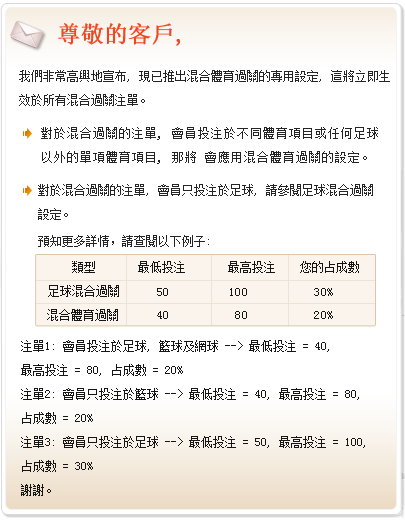 尊敬的客戶,
我們非常高興地宣布, 現已推出混合體育過關的專用設定, 這將立即生
效於所有混合過關注單。
對於混合過關的注單, 會員投注於不同體育項目或任何足球
以外的單項體育項目, 那將 會應用混合體育過關的設定。
對於混合過關的注單, 會員只投注於足球, 請參閱足球混合過關
設定。
預知更多詳情, 請查閱以下例子:
類型 最低投注 最高投注 您的占成數
足球混合過關 50 100 30%
混合體育過關 40 80 20%
注單1: 會員投注於足球, 籃球及網球 --> 最低投注 = 40,
最高投注 = 80, 占成數 = 20%
注單2: 會員只投注於籃球 --> 最低投注 = 40, 最高投注 = 80,
占成數 = 20%
注單3: 會員只投注於足球 --> 最低投注 = 50, 最高投注 = 100,
占成數 = 30%
謝謝。